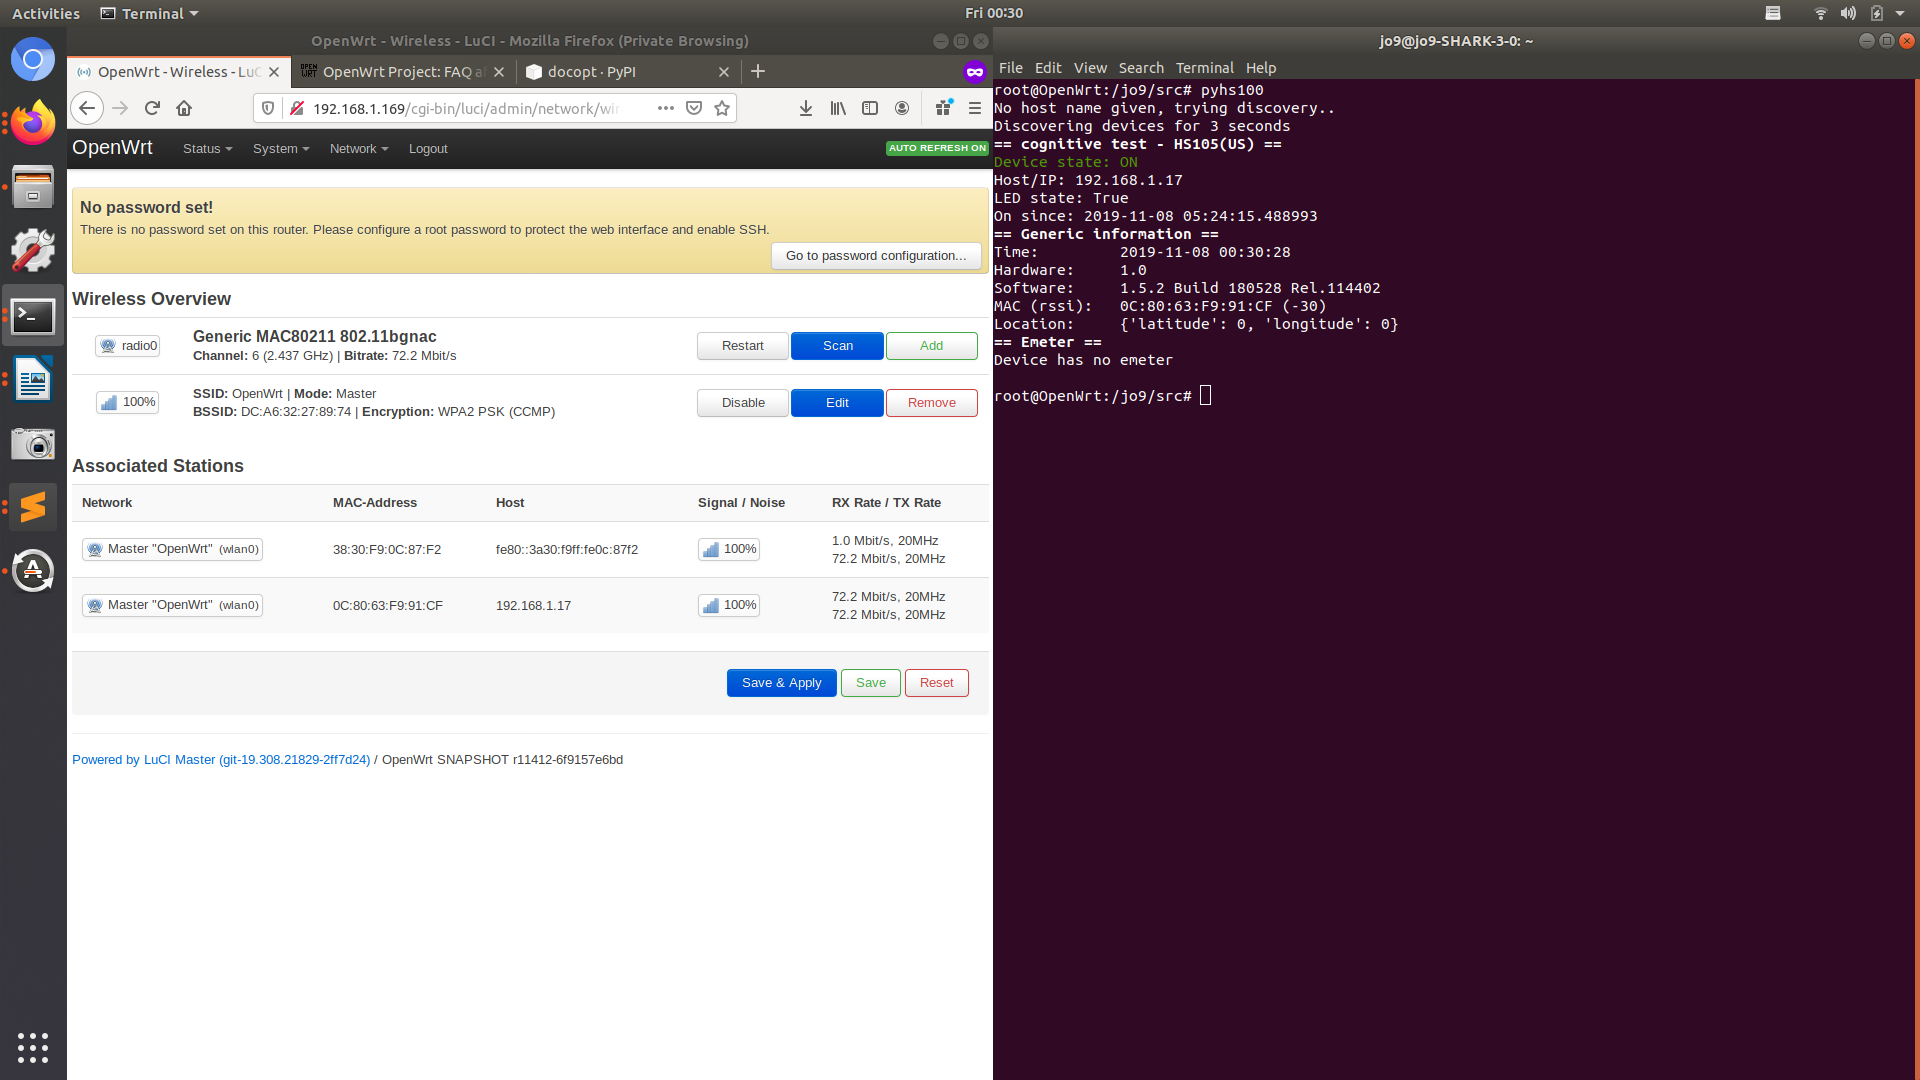 Activities
Terminal
Fri 00:30
OpenWrt - Wireless - LuCI - Mozilla Firefox (Private Browsing)
OpenWrt - Wireless - LuC
OpenWrt Project: FAQ a
docopt · PyPI
192.168.1.169/cgi-bin/luci/admin/network/wi
OpenWrt
Status
System
Network
Logout
AUTO REFRESH ON
No password set!
There is no password set on this router. Please configure a root password to protect the web interface and enable SSH.
Go to password configuration...
Wireless Overview
radio0
Generic MAC80211 802.11bgnac
Channel: 6 (2.437 GHz) | Bitrate: 72.2 Mbit/s
Restart
Scan
Add
100%
SSID: OpenWrt | Mode: Master
BSSID: DC:A6:32:27:89:74 | Encryption: WPA2 PSK (CCMP)
Disable
Edit
Remove
Associated Stations
Network MAC-Address Host Signal / Noise RX Rate / TX Rate
Master "OpenWrt" (wlan0) 38:30:F9:0C:87:F2 fe80::3a30:f9ff:fe0c:87f2 100% 1.0 Mbit/s, 20MHz
72.2 Mbit/s, 20MHz
Master "OpenWrt" (wlan0) 0C:80:63:F9:91:CF 192.168.1.17 100% 72.2 Mbit/s, 20MHz
72.2 Mbit/s, 20MHz
Save & Apply
Save
Reset
Powered by LuCI Master (git-19.308.21829-2ff7d24) / OpenWrt SNAPSHOT r11412-6f9157e6bd
jo9@jo9-SHARK-3-0: ~
File Edit View Search Terminal Help
root@OpenWrt:/jo9/src# pyhs100
No host name given, trying discovery..
Discovering devices for 3 seconds
== cognitive test - HS105(US) ==
Device state: ON
Host/IP: 192.168.1.17
LED state: True
On since: 2019-11-08 05:24:15.488993
== Generic information ==
Time: 2019-11-08 00:30:28
Hardware: 1.0
Software: 1.5.2 Build 180528 Rel.114402
MAC (rssi): 0C:80:63:F9:91:CF (-30)
Location: {'latitude': 0, 'longitude': 0}
== Emeter ==
Device has no emeter
root@OpenWrt:/jo9/src#